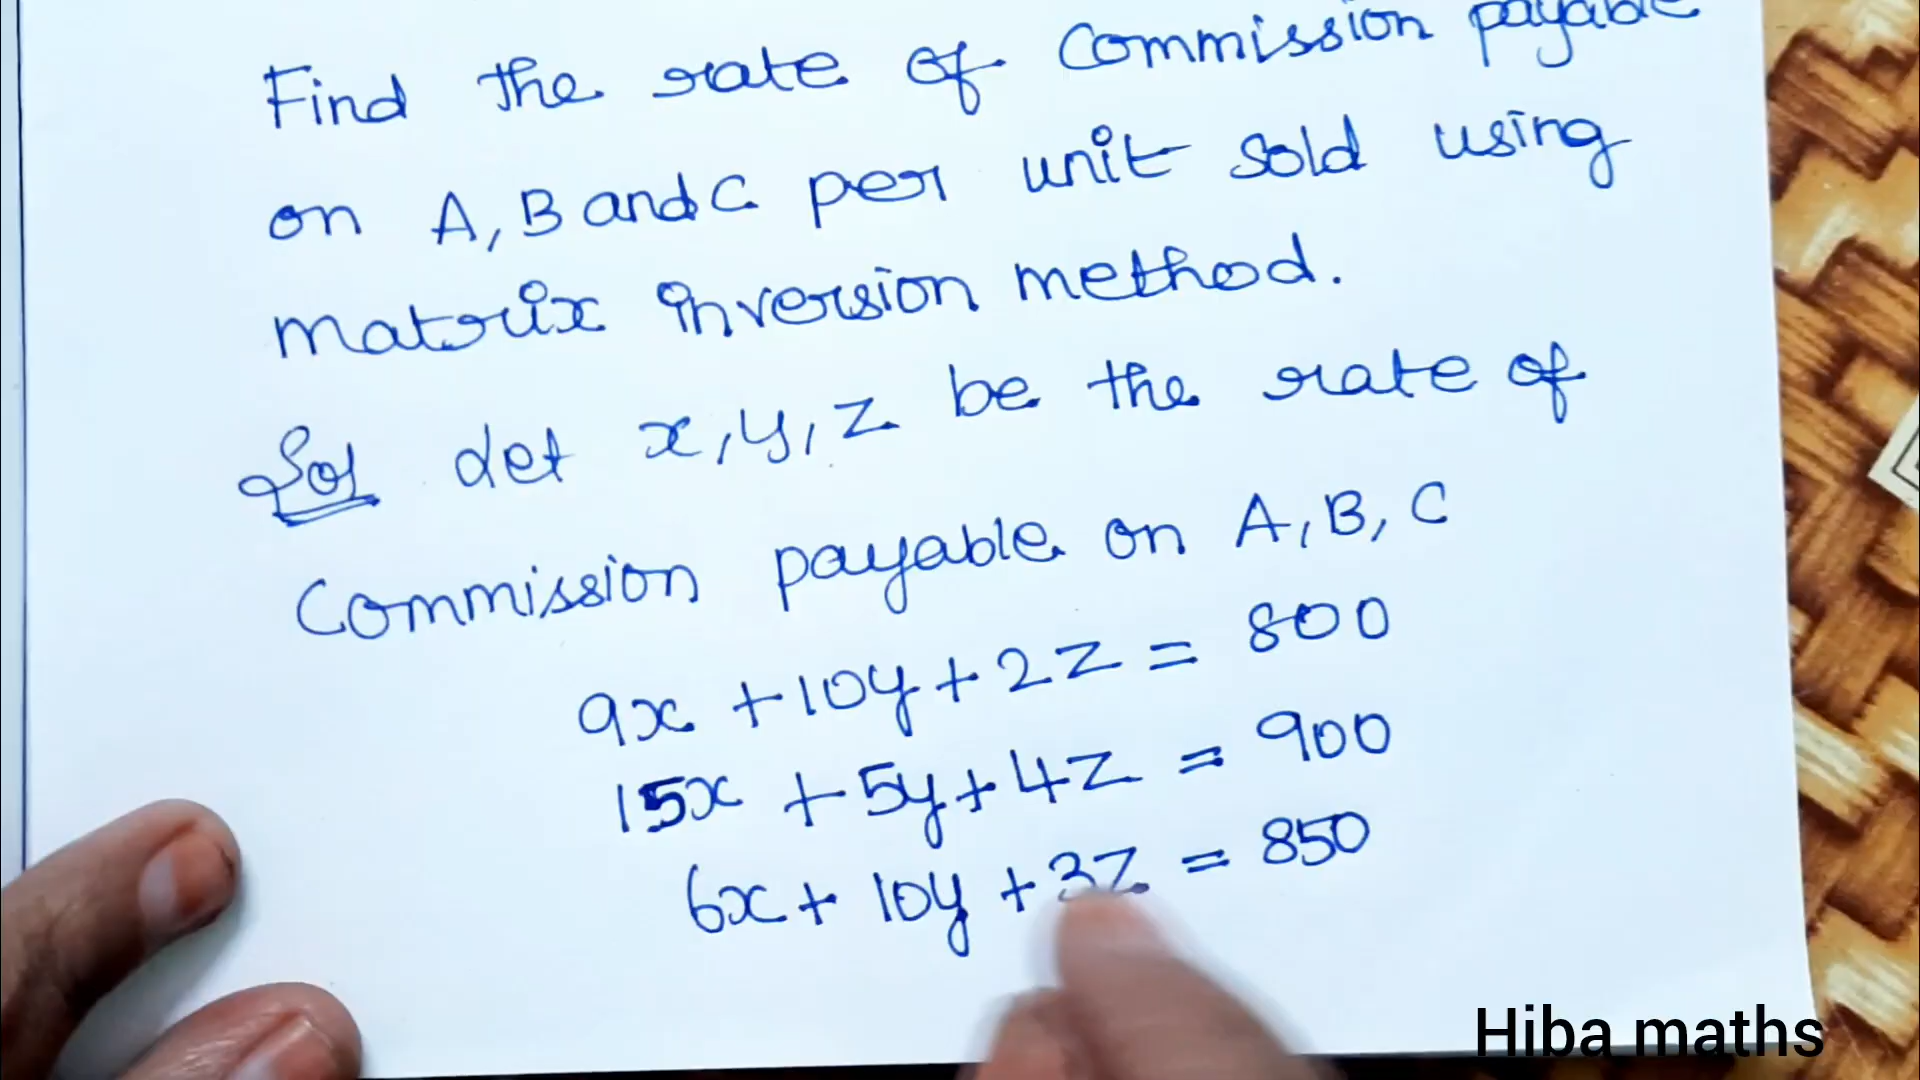 Find the rate of Commission payable
on A, B and C per unit sold using
matrix inversion method.
Sol det x, y, z be the rate of
Commission payable on A, B, C
9x + 10y + 2z = 800
15x + 5y + 4z = 900
6x + 10y + 3z = 850
Hiba maths